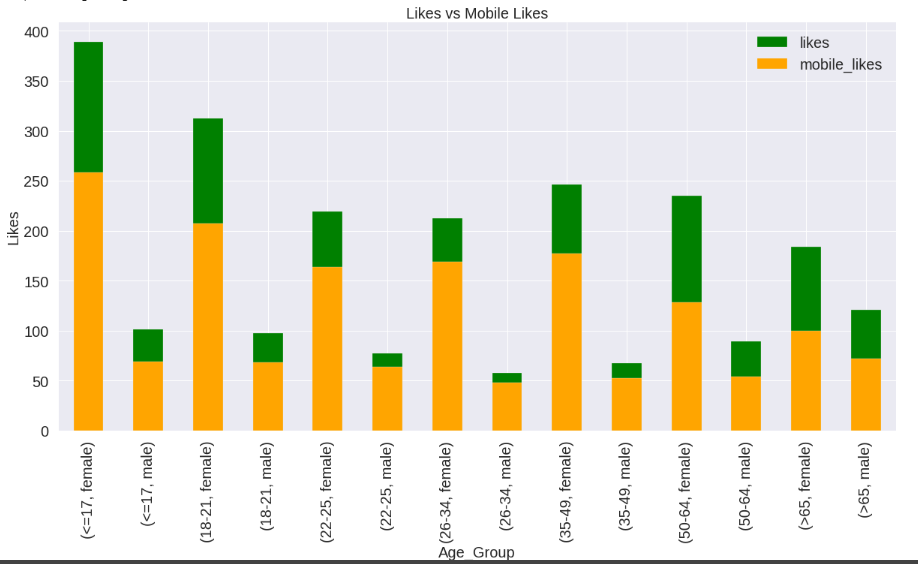 Likes vs Mobile Likes
400
350
300
250
200
150
100
50
0
Likes
likes
mobile_likes
(<=17, female)
(<=17, male)
(18-21, female)
(18-21, male)
(22-25, female)
(22-25, male)
(26-34, female)
(26-34, male)
(35-49, female)
(35-49, male)
(50-64, female)
(50-64, male)
(>65, female)
(>65, male)
Age_Group